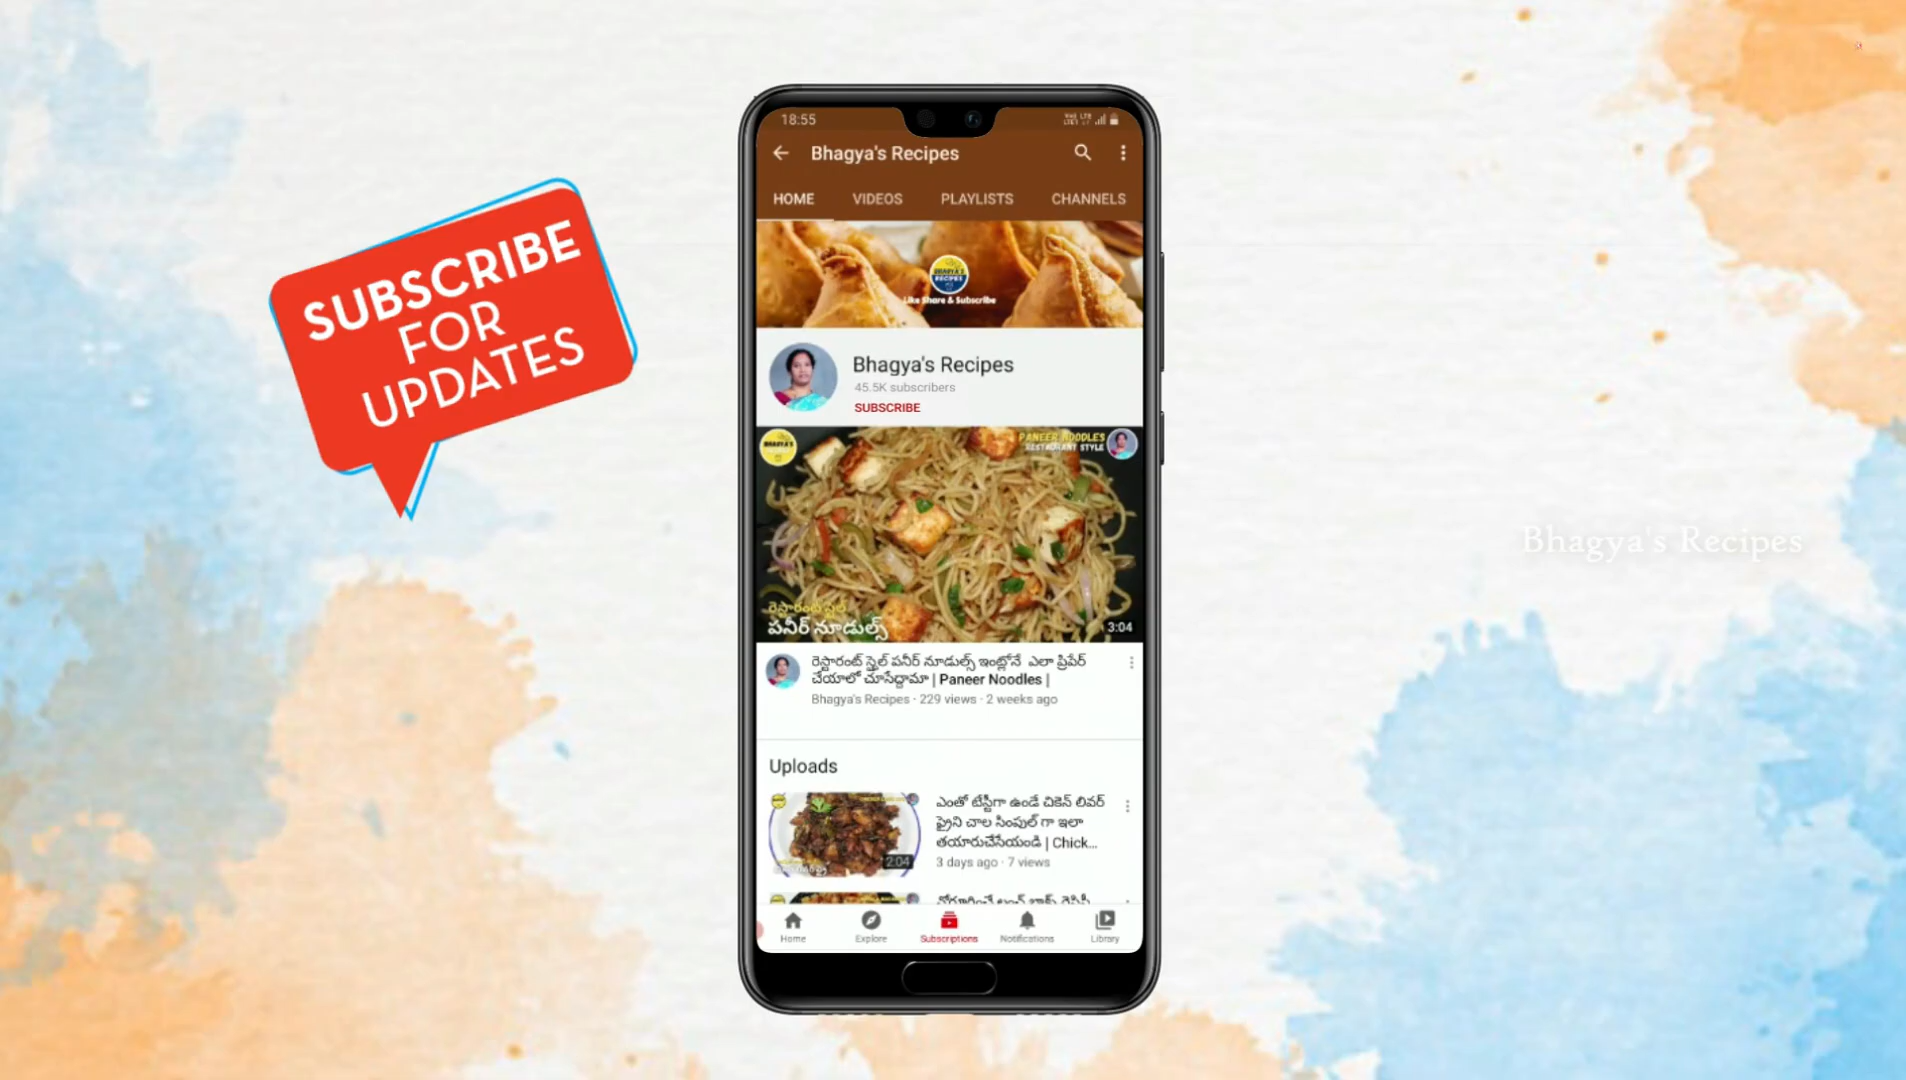 SUBSCRIBE
FOR
UPDATES
18:55
Bhagya's Recipes
HOME VIDEOS PLAYLISTS CHANNELS
BHAGYA'S
RECIPES
Like Share & Subscribe
Bhagya's Recipes
45.5K subscribers
SUBSCRIBE
PANEER NOODLES
RESTAURANT STYLE
రెస్టారంట్ స్టైల్
పనీర్ నూడుల్స్
3:04
రెస్టారంట్ స్టైల్ పనీర్ నూడుల్స్ ఇంట్లోనే ఎలా ప్రిపేర్
చేయాలో చూసేద్దామా | Paneer Noodles |
Bhagya's Recipes · 229 views · 2 weeks ago
Uploads
ఎంతో టేస్టీగా ఉండే చికెన్ లివర్
ఫ్రైని చాల సింపుల్ గా ఇలా
తయారుచేసేయండి | Chick...
3 days ago · 7 views
2:04
Home Explore Subscriptions Notifications Library
Bhagya's Recipes